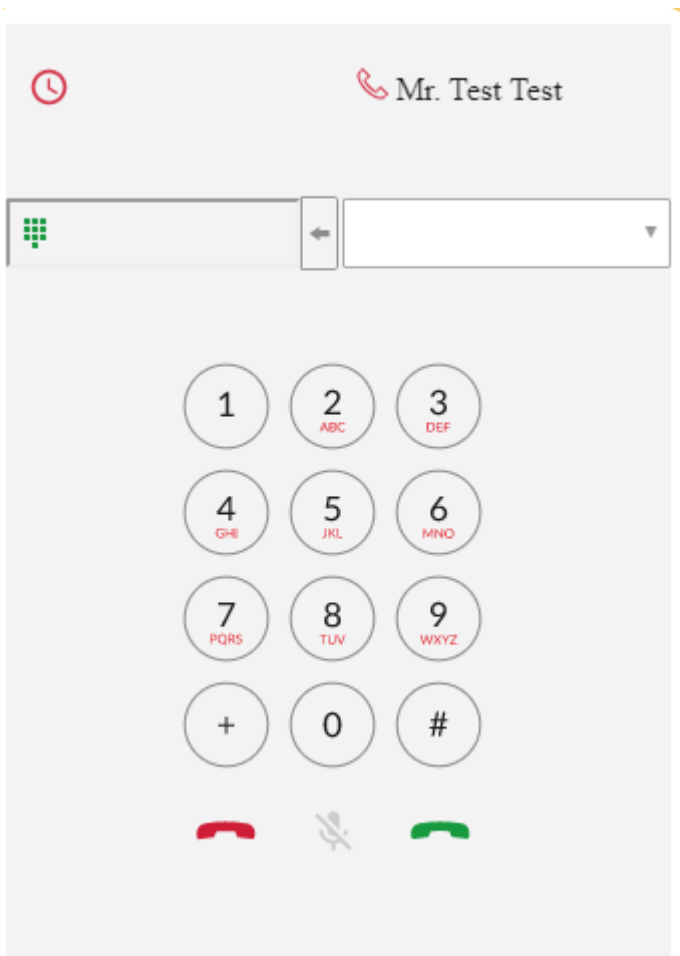 Mr. Test Test
1 2 3
ABC DEF
4 5 6
GHI JKL MNO
7 8 9
PQRS TUV WXYZ
+ 0 #